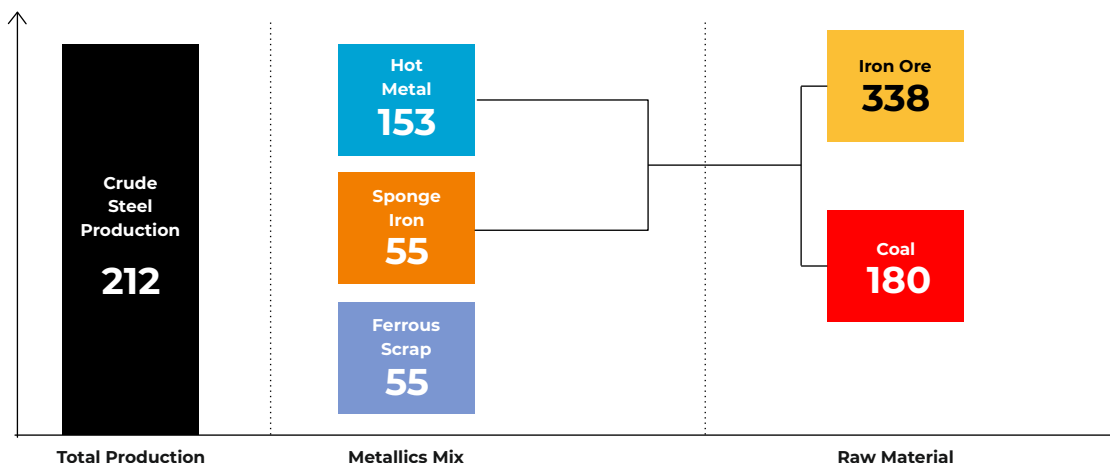 Crude
Steel
Production
212
Hot
Metal
153
Sponge
Iron
55
Ferrous
Scrap
55
Iron Ore
338
Coal
180
Total Production
Metallics Mix
Raw Material